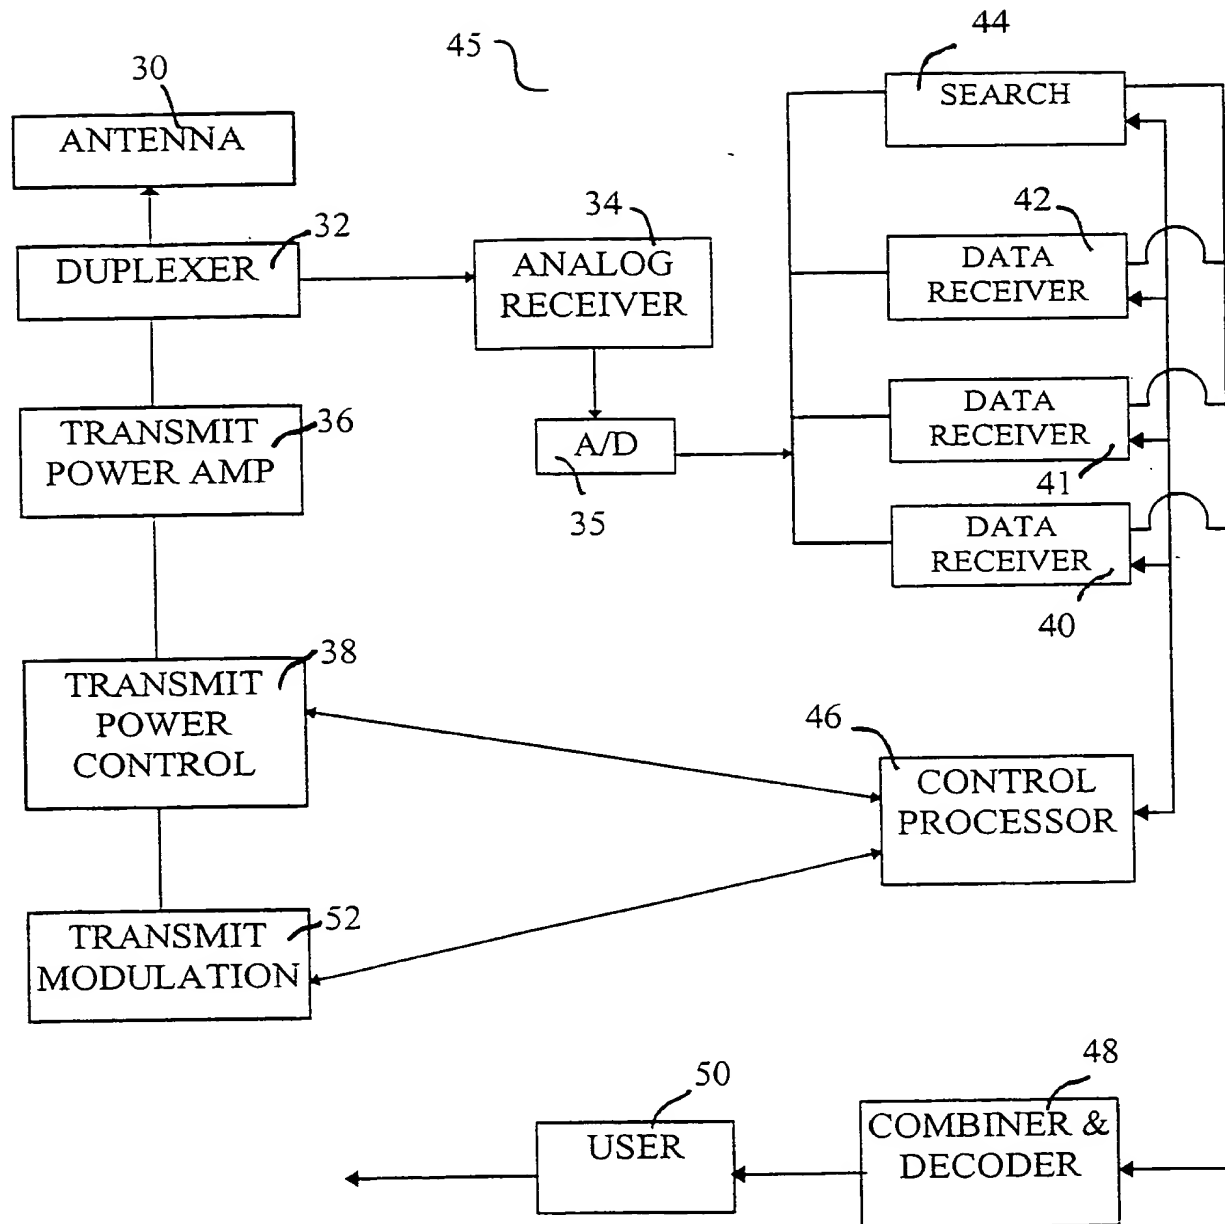 45
44
30
SEARCH
ANTENNA
42
34
32
DUPLEXER
ANALOG
RECEIVER
DATA
RECEIVER
DATA
RECEIVER
41
TRANSMIT
POWER AMP
36
A/D
35
DATA
RECEIVER
40
38
TRANSMIT
POWER
CONTROL
46
CONTROL
PROCESSOR
52
TRANSMIT
MODULATION
50
48
USER
COMBINER &
DECODER